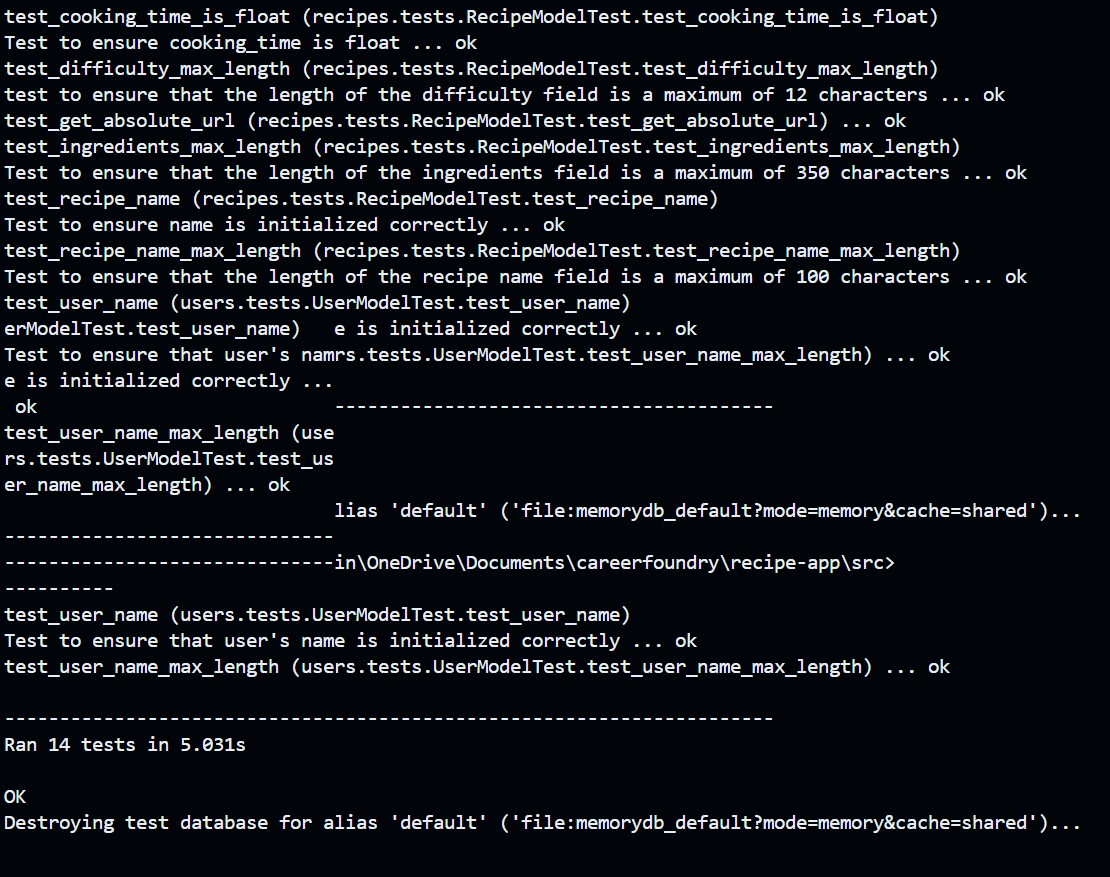 test_cooking_time_is_float (recipes.tests.RecipeModelTest.test_cooking_time_is_float)
Test to ensure cooking_time is float ... ok
test_difficulty_max_length (recipes.tests.RecipeModelTest.test_difficulty_max_length)
test to ensure that the length of the difficulty field is a maximum of 12 characters ... ok
test_get_absolute_url (recipes.tests.RecipeModelTest.test_get_absolute_url) ... ok
test_ingredients_max_length (recipes.tests.RecipeModelTest.test_ingredients_max_length)
Test to ensure that the length of the ingredients field is a maximum of 350 characters ... ok
test_recipe_name (recipes.tests.RecipeModelTest.test_recipe_name)
Test to ensure name is initialized correctly ... ok
test_recipe_name_max_length (recipes.tests.RecipeModelTest.test_recipe_name_max_length)
Test to ensure that the length of the recipe name field is a maximum of 100 characters ... ok
test_user_name (users.tests.UserModelTest.test_user_name)
erModelTest.test_user_name)   e is initialized correctly ... ok
Test to ensure that user's namrs.tests.UserModelTest.test_user_name_max_length) ... ok
e is initialized correctly ...
 ok                           ----------------------------------------
test_user_name_max_length (use
rs.tests.UserModelTest.test_us
er_name_max_length) ... ok
                              lias 'default' ('file:memorydb_default?mode=memory&cache=shared')...
------------------------------
------------------------------in\OneDrive\Documents\careerfoundry\recipe-app\src>
----------
test_user_name (users.tests.UserModelTest.test_user_name)
Test to ensure that user's name is initialized correctly ... ok
test_user_name_max_length (users.tests.UserModelTest.test_user_name_max_length) ... ok

----------------------------------------------------------------------
Ran 14 tests in 5.031s

OK
Destroying test database for alias 'default' ('file:memorydb_default?mode=memory&cache=shared')...